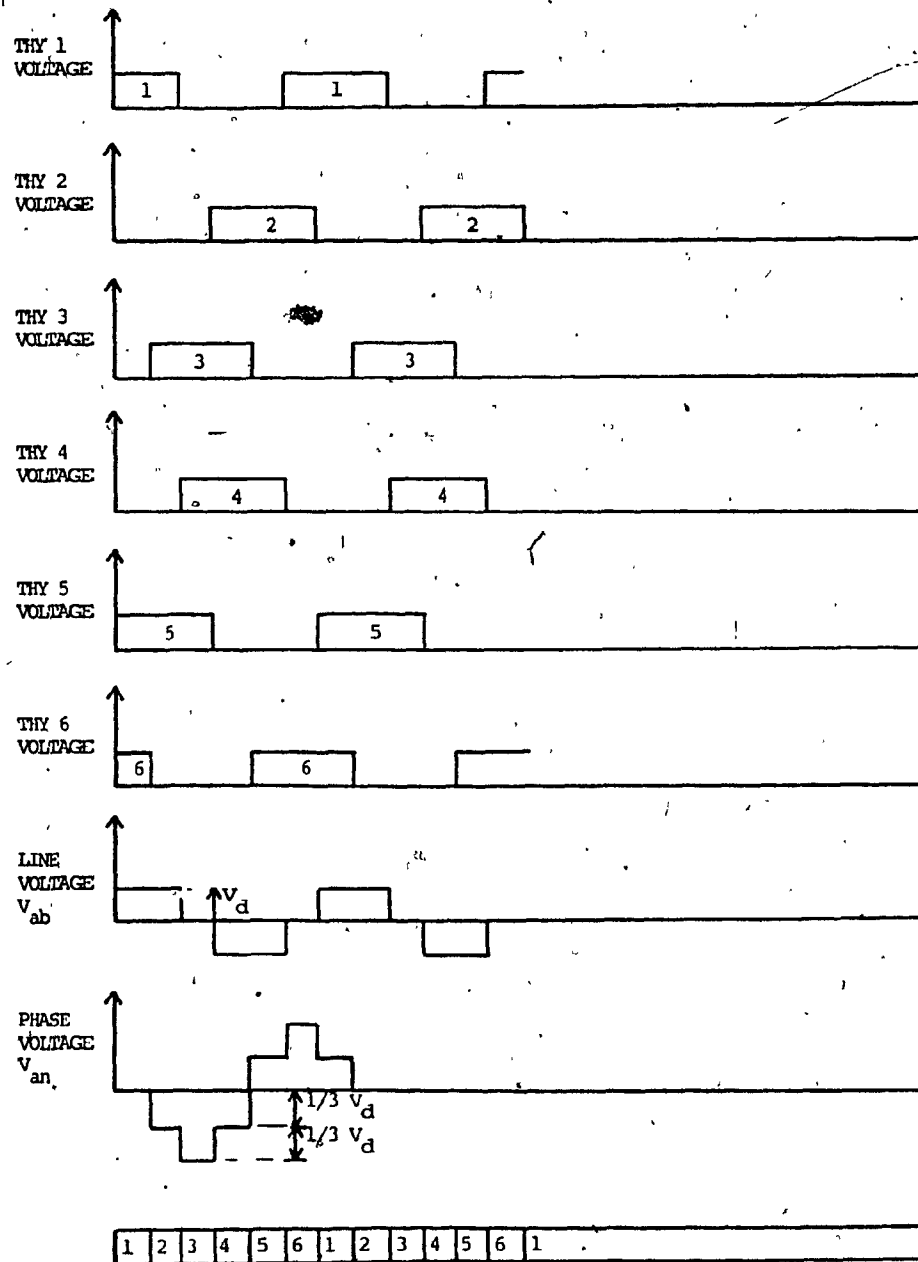 THY 1
VOLTAGE
1 1
THY 2
VOLTAGE
2 2
THY 3
VOLTAGE
3 3
THY 4
VOLTAGE
4 4
THY 5
VOLTAGE
5 5
THY 6
VOLTAGE
6 6
LINE
VOLTAGE
Vab
Vd
PHASE
VOLTAGE
Van
1/3 Vd
1/3 Vd
1 2 3 4 5 6 1 2 3 4 5 6 1